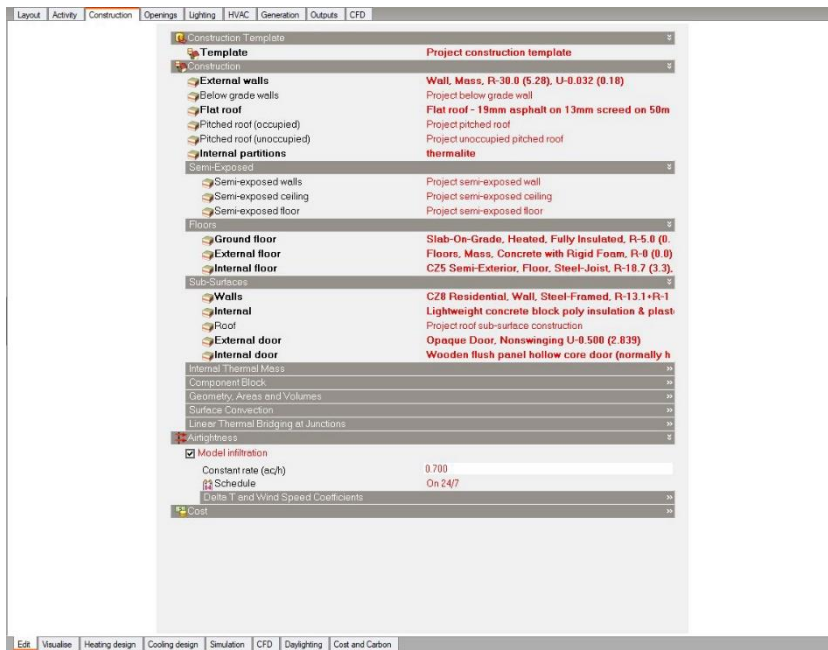 Layout Activity Construction Openings Lighting HVAC Generation Outputs CFD
Construction Template
Template Project construction template
Construction
External walls Wall, Mass, R-30.0 (5.28), U-0.032 (0.18)
Below grade walls Project below grade wall
Flat roof Flat roof - 19mm asphalt on 13mm screed on 50m
Pitched roof (occupied) Project pitched roof
Pitched roof (unoccupied) Project unoccupied pitched roof
Internal partitions thermalite
Semi-Exposed
Semi-exposed walls Project semi-exposed wall
Semi-exposed ceiling Project semi-exposed ceiling
Semi-exposed floor Project semi-exposed floor
Floors
Ground floor Slab-On-Grade, Heated, Fully Insulated, R-5.0 (0.
External floor Floors, Mass, Concrete with Rigid Foam, R-0 (0.0)
Internal floor CZ5 Semi-Exterior, Floor, Steel-Joist, R-18.7 (3.3),
Sub-Surfaces
Walls CZ8 Residential, Wall, Steel-Framed, R-13.1+R-1
Internal Lightweight concrete block poly insulation & plast
Roof Project roof sub-surface construction
External door Opaque Door, Nonswinging U-0.500 (2.839)
Internal door Wooden flush panel hollow core door (normally h
Internal Thermal Mass
Component Block
Geometry, Areas and Volumes
Surface Convection
Linear Thermal Bridging at Junctions
Airtightness
Model infiltration
Constant rate (ac/h) 0.700
Schedule On 24/7
Delta T and Wind Speed Coefficients
Cost
Edit Visualise Heating design Cooling design Simulation CFD Daylighting Cost and Carbon